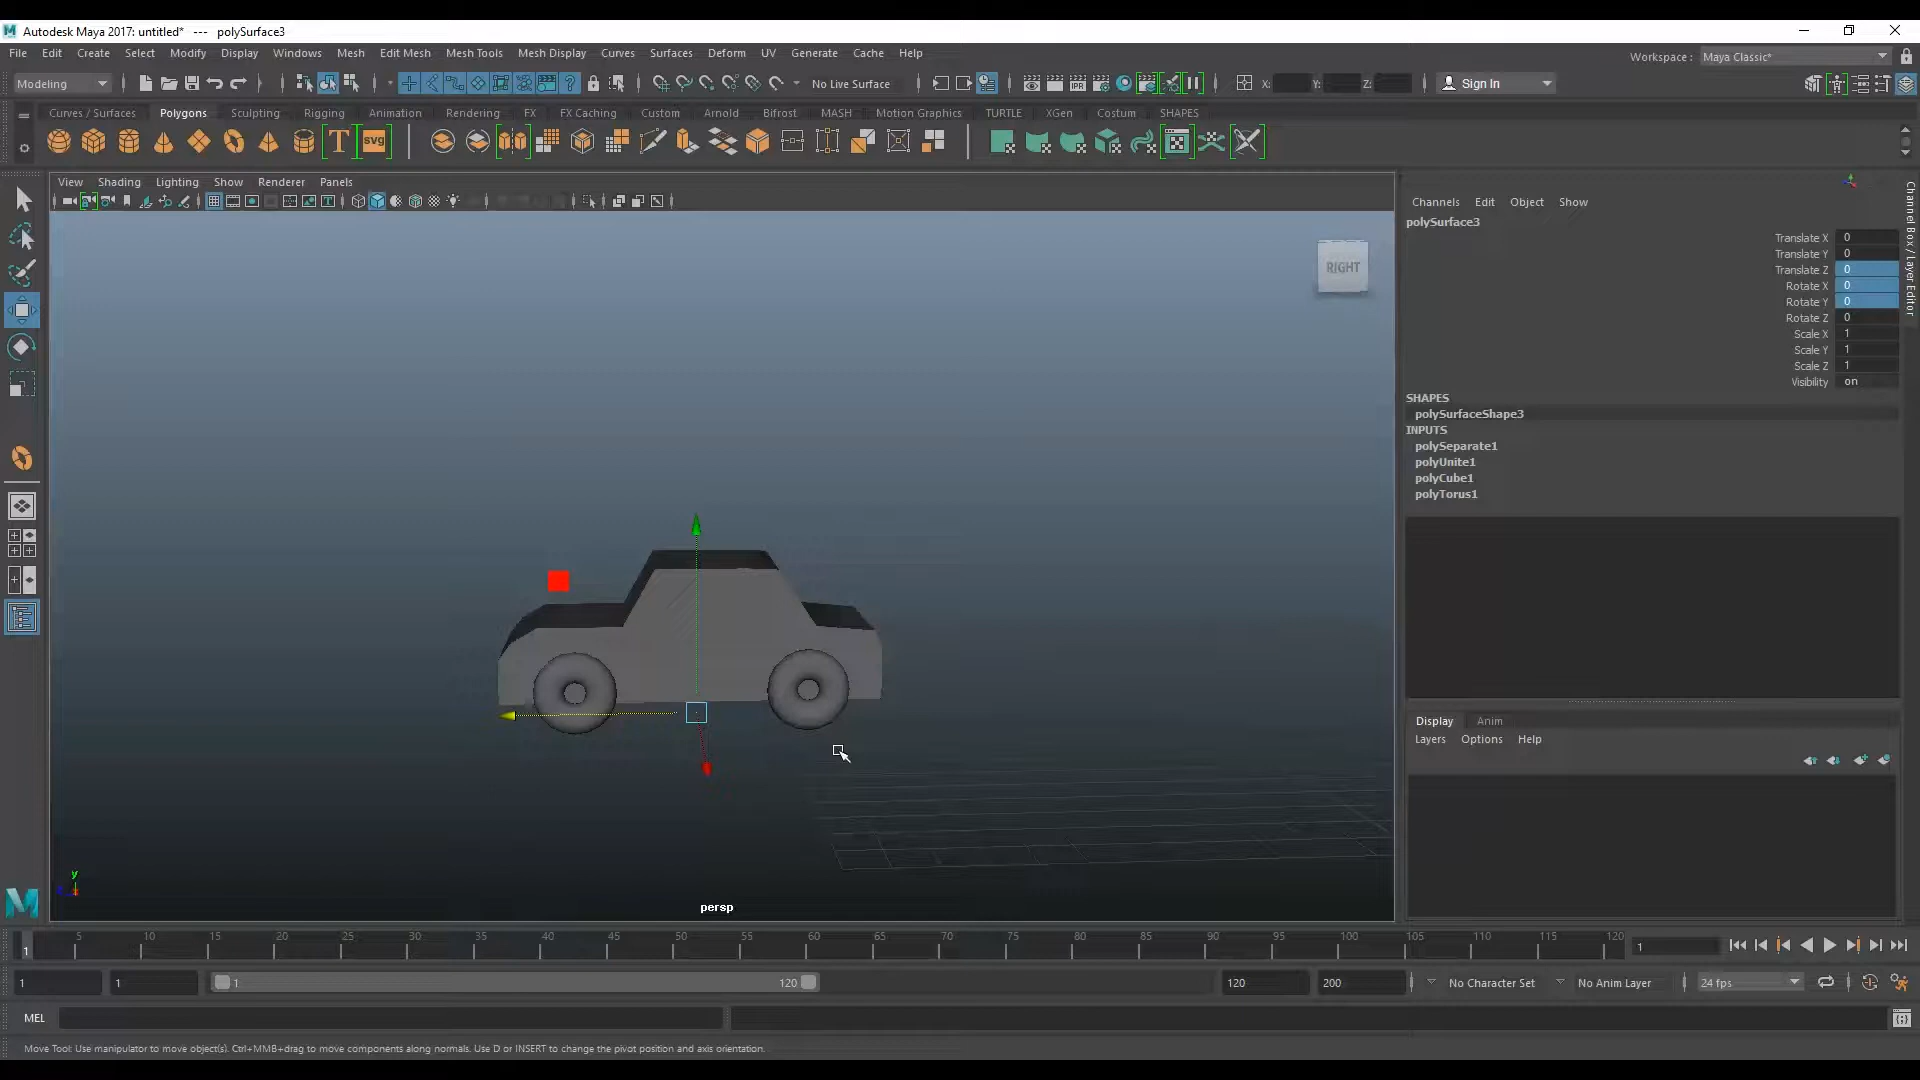 Autodesk Maya 2017: untitled* --- polySurface3
File Edit Create Select Modify Display Windows Mesh Edit Mesh Mesh Tools Mesh Display Curves Surfaces Deform UV Generate Cache Help
Workspace : Maya Classic*
Modeling No Live Surface X: Y: Z: Sign In
Curves / Surfaces Polygons Sculpting Rigging Animation Rendering FX FX Caching Custom Arnold Bifrost MASH Motion Graphics TURTLE XGen Costum SHAPES
T SVG
View Shading Lighting Show Renderer Panels
RIGHT
Channels Edit Object Show
polySurface3
Translate X 0
Translate Y 0
Translate Z 0
Rotate X 0
Rotate Y 0
Rotate Z 0
Scale X 1
Scale Y 1
Scale Z 1
Visibility on
SHAPES
polySurfaceShape3
INPUTS
polySeparate1
polyUnite1
polyCube1
polyTorus1
Channel Box / Layer Editor
Display Anim
Layers Options Help
y
persp
1 5 10 15 20 25 30 35 40 45 50 55 60 65 70 75 80 85 90 95 100 105 110 115 120 1
1 1 1 120 120 200 No Character Set No Anim Layer 24 fps
MEL
Move Tool: Use manipulator to move object(s). Ctrl+MMB+drag to move components along normals. Use D or INSERT to change the pivot position and axis orientation.